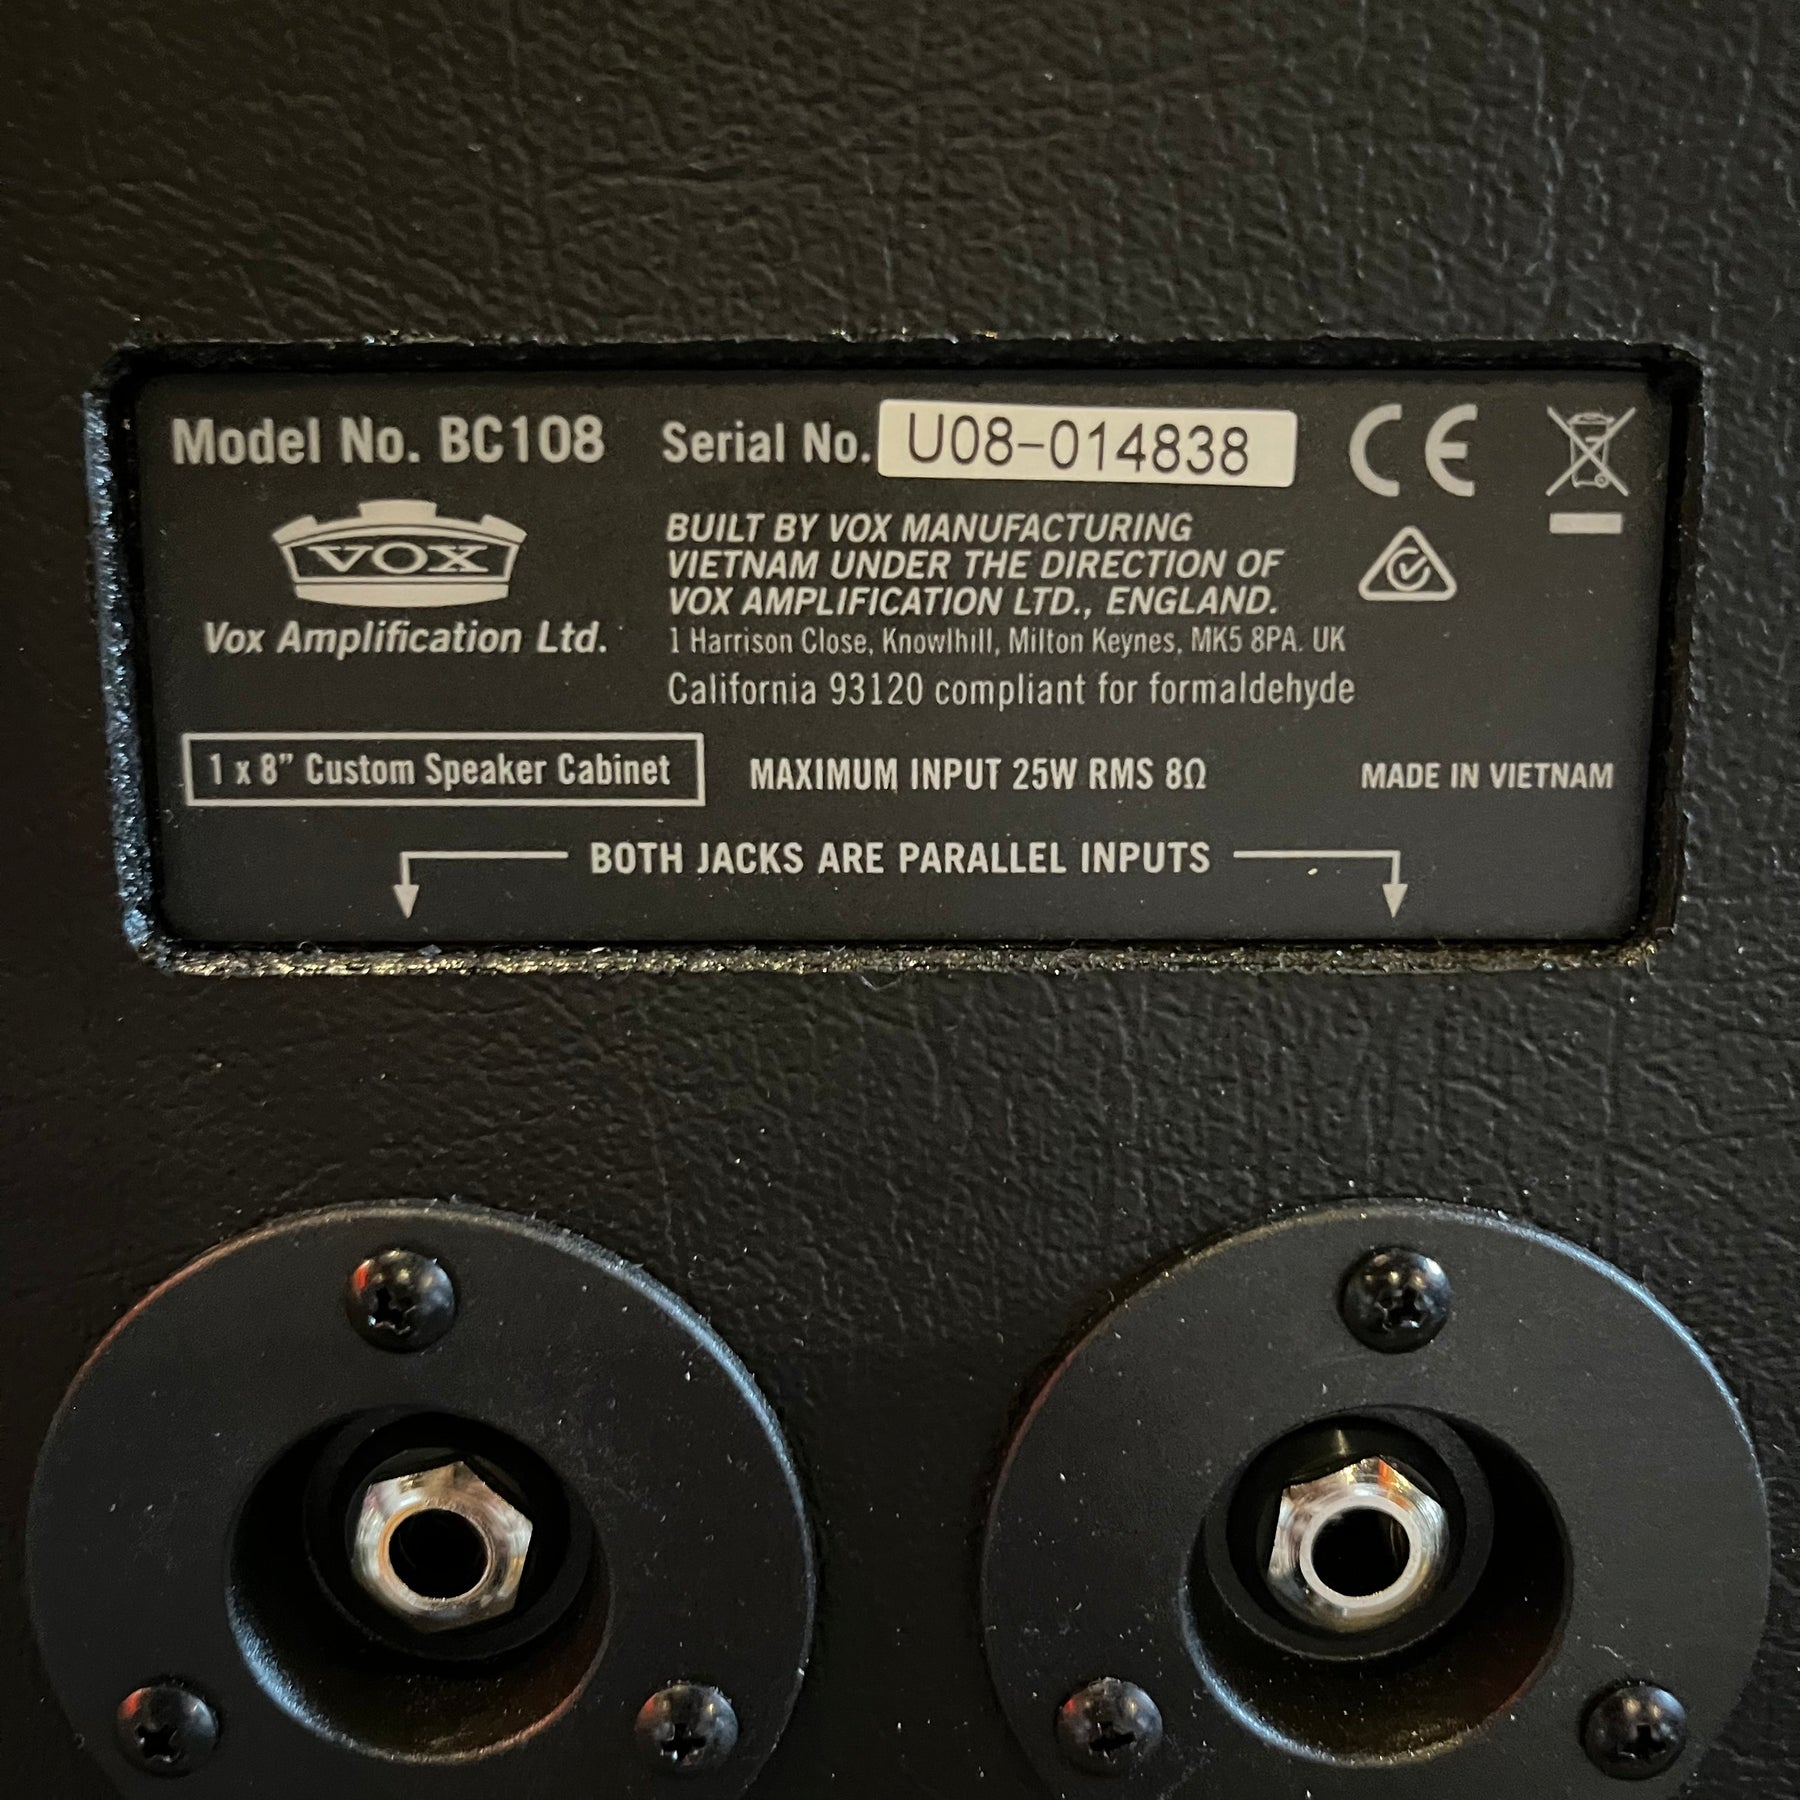 Model No. BC108 Serial No. U08-014838
VOX
Vox Amplification Ltd.
BUILT BY VOX MANUFACTURING
VIETNAM UNDER THE DIRECTION OF
VOX AMPLIFICATION LTD., ENGLAND.
1 Harrison Close, Knowlhill, Milton Keynes, MK5 8PA. UK
California 93120 compliant for formaldehyde
1 x 8” Custom Speaker Cabinet
MAXIMUM INPUT 25W RMS 8Ω
MADE IN VIETNAM
BOTH JACKS ARE PARALLEL INPUTS